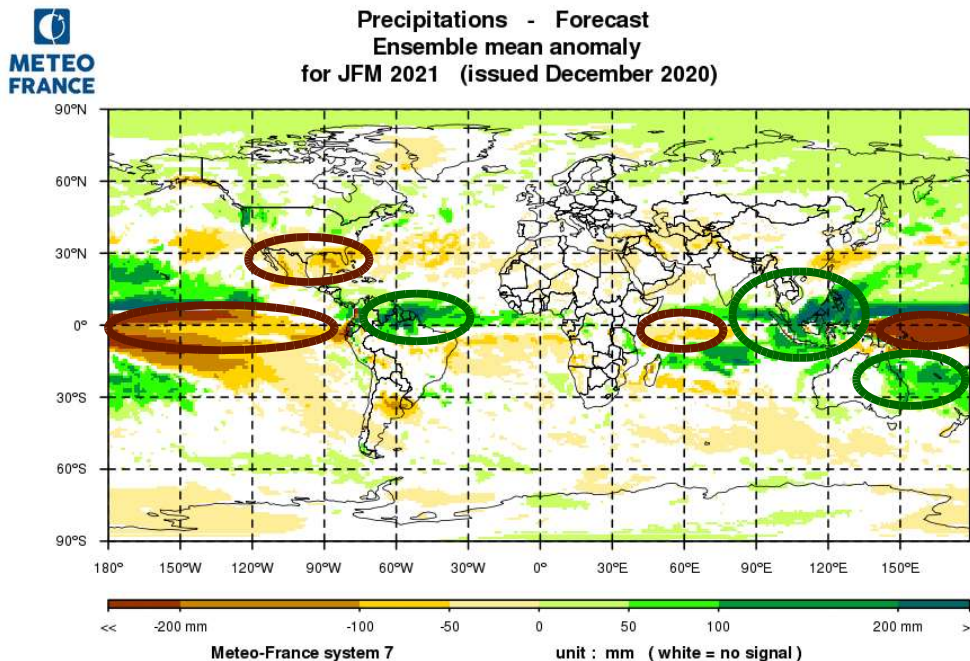 METEO
FRANCE
Precipitations - Forecast
Ensemble mean anomaly
for JFM 2021 (issued December 2020)
90ºN
60ºN
30ºN
0º
30ºS
60ºS
90ºS
180º 150ºW 120ºW 90ºW 60ºW 30ºW 0º 30ºE 60ºE 90ºE 120ºE 150ºE
<< -200 mm -100 -50 0 50 100 200 mm >
Meteo-France system 7 unit : mm ( white = no signal )